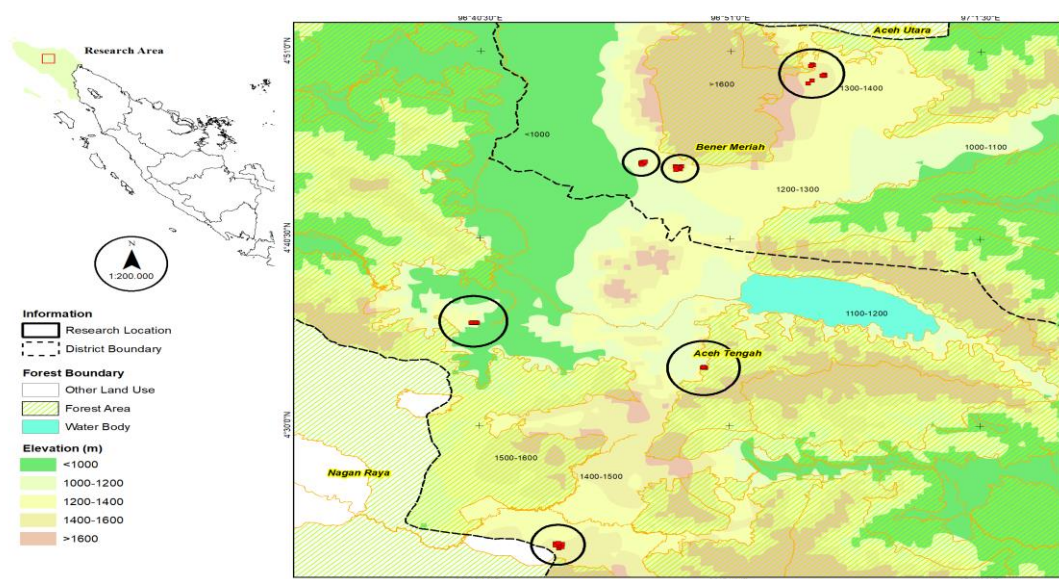 Research Area
N
1:200.000
Information
Research Location
District Boundary
Forest Boundary
Other Land Use
Forest Area
Water Body
Elevation (m)
<1000
1000-1200
1200-1400
1400-1600
>1600
96°40'30"E
96°51'0"E
97°1'30"E
4°51'0"N
4°40'30"N
4°30'0"N
Aceh Utara
>1600
1300-1400
<1000
Bener Meriah
1000-1100
1200-1300
1100-1200
Aceh Tengah
1500-1600
Nagan Raya
1400-1500